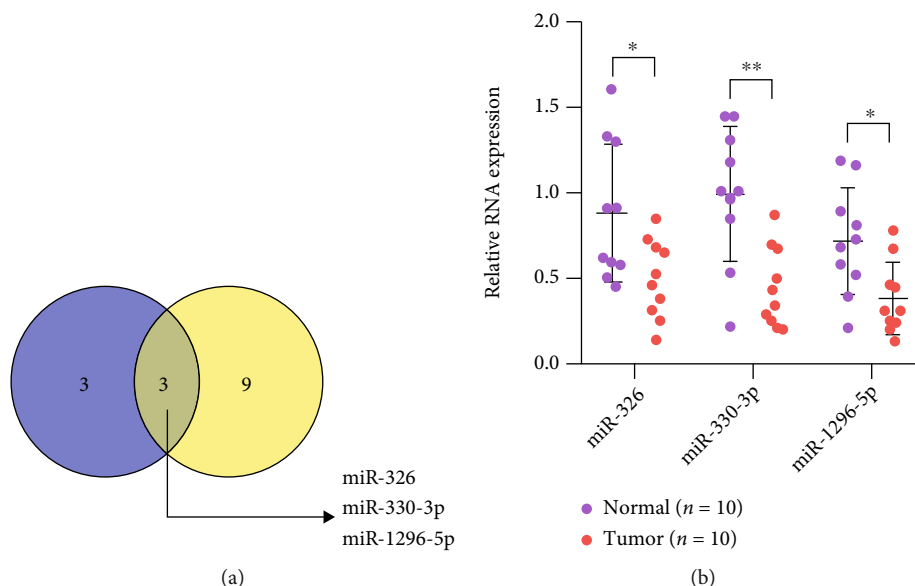 3
3
9
miR-326
miR-330-3p
miR-1296-5p
(a)
Relative RNA expression
2.0
1.5
1.0
0.5
0.0
*
**
*
miR-326
miR-330-3p
miR-1296-5p
Normal (n = 10)
Tumor (n = 10)
(b)